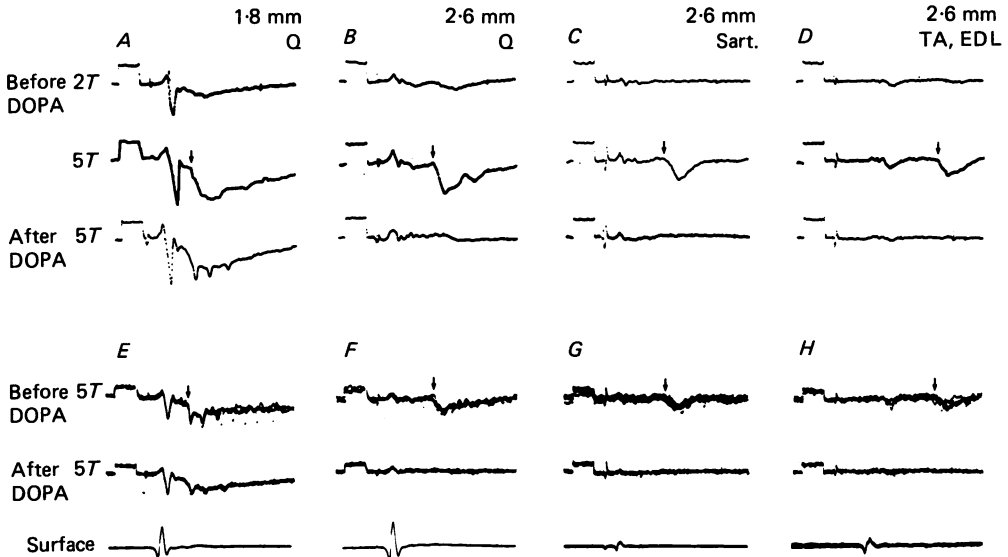 1·8 mm 2·6 mm 2·6 mm 2·6 mm
A Q B Q C Sart. D TA, EDL
Before 2T
DOPA
5T
After 5T
DOPA
E F G H
Before 5T
DOPA
After 5T
DOPA
Surface